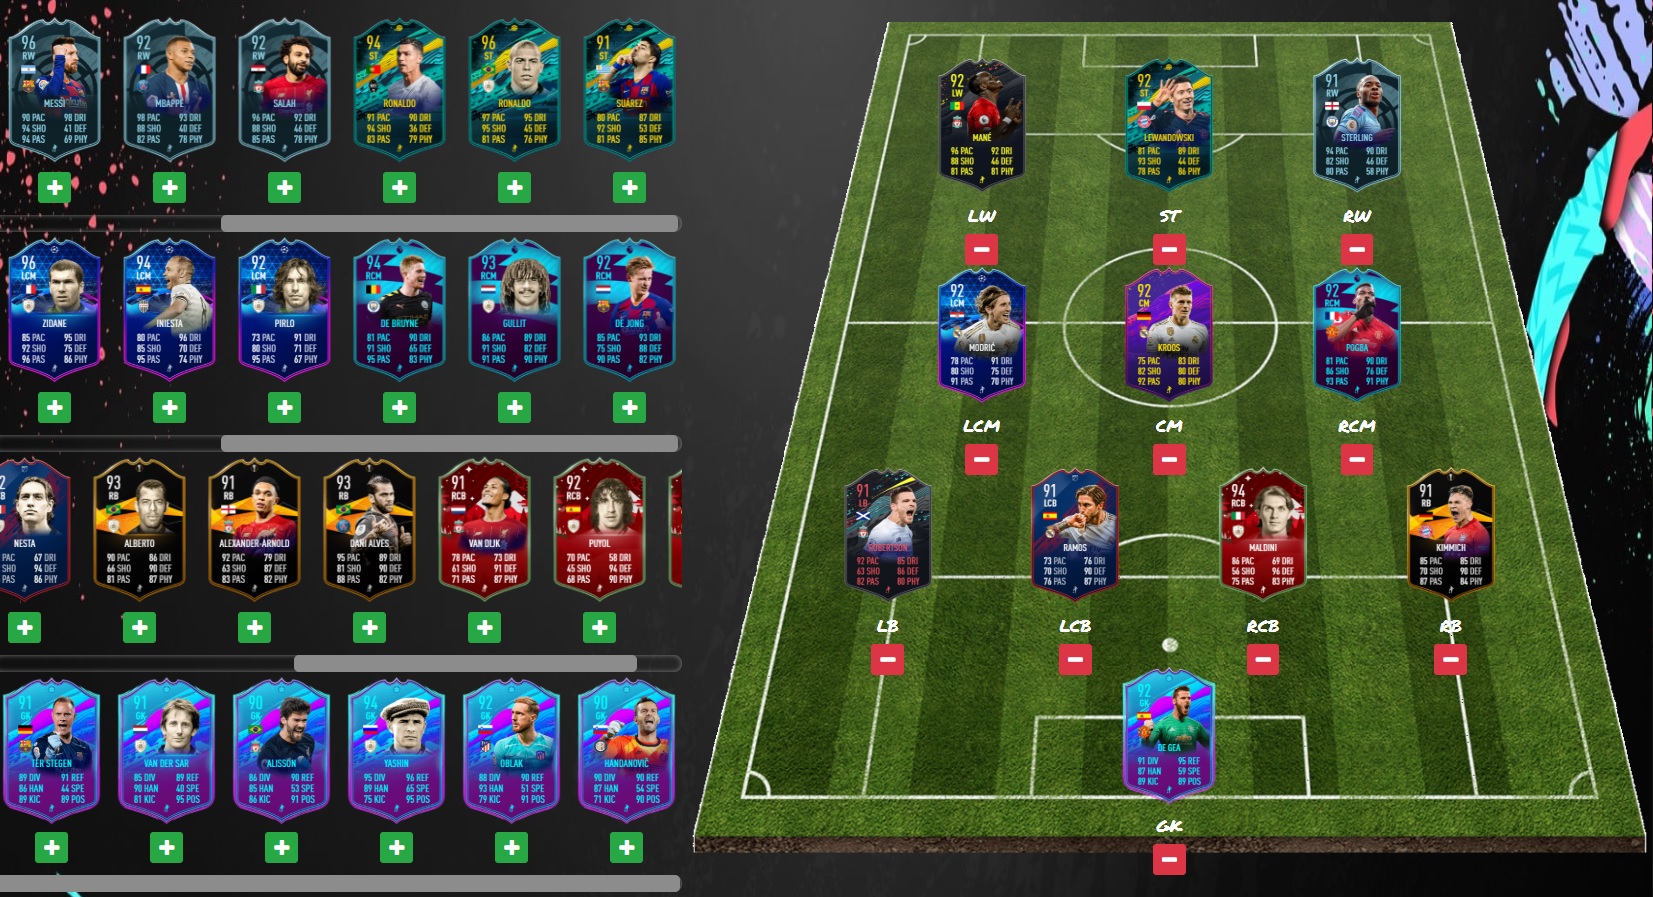 96 92 92 94 96 91
RW RW RW ST ST ST
MESSI MBAPPÉ SALAH RONALDO RONALDO SUÁREZ
90 PAC 98 DRI 98 PAC 93 DRI 96 PAC 92 DRI 91 PAC 90 DRI 97 PAC 95 DRI 80 PAC 87 DRI
94 SHO 41 DEF 88 SHO 40 DEF 88 SHO 46 DEF 94 SHO 36 DEF 95 SHO 45 DEF 92 SHO 53 DEF
94 PAS 69 PHY 82 PAS 78 PHY 85 PAS 78 PHY 83 PAS 79 PHY 81 PAS 76 PHY 81 PAS 85 PHY
96 94 92 94 93 92
LCM LCM LCM RCM RCM RCM
ZIDANE INIESTA PIRLO DE BRUYNE GULLIT DE JONG
85 PAC 95 DRI 80 PAC 96 DRI 73 PAC 91 DRI 81 PAC 90 DRI 86 PAC 89 DRI 85 PAC 93 DRI
92 SHO 75 DEF 85 SHO 70 DEF 80 SHO 71 DEF 91 SHO 65 DEF 91 SHO 82 DEF 75 SHO 88 DEF
96 PAS 86 PHY 95 PAS 74 PHY 95 PAS 67 PHY 95 PAS 83 PHY 91 PAS 90 PHY 90 PAS 82 PHY
93 91 93 91 92
RB RB RB RCB RCB
NESTA ALBERTO ALEXANDER-ARNOLD DANI ALVES VAN DIJK PUYOL
PAC 67 DRI 90 PAC 86 DRI 92 PAC 79 DRI 95 PAC 89 DRI 78 PAC 73 DRI 70 PAC 58 DRI
SHO 94 DEF 66 SHO 90 DEF 63 SHO 87 DEF 81 SHO 90 DEF 61 SHO 91 DEF 45 SHO 94 DEF
PAS 86 PHY 81 PAS 87 PHY 83 PAS 82 PHY 88 PAS 82 PHY 71 PAS 87 PHY 68 PAS 90 PHY
91 91 90 94 92 90
GK GK GK GK GK GK
TER STEGEN VAN DER SAR ALISSON YASHIN OBLAK HANDANOVIČ
89 DIV 91 REF 85 DIV 89 REF 86 DIV 90 REF 95 DIV 96 REF 88 DIV 90 REF 90 DIV 90 REF
86 HAN 44 SPE 90 HAN 40 SPE 85 HAN 53 SPE 89 HAN 65 SPE 93 HAN 51 SPE 87 HAN 54 SPE
89 KIC 89 POS 81 KIC 95 POS 86 KIC 91 POS 75 KIC 95 POS 79 KIC 91 POS 71 KIC 90 POS
92 92 91
LW ST RW
MANÉ LEWANDOWSKI STERLING
96 PAC 92 DRI 81 PAC 89 DRI 94 PAC 90 DRI
88 SHO 46 DEF 93 SHO 44 DEF 82 SHO 46 DEF
81 PAS 81 PHY 78 PAS 86 PHY 80 PAS 58 PHY
LW ST RW
92 92 92
LCM CM RCM
MODRIĆ KROOS POGBA
78 PAC 91 DRI 75 PAC 83 DRI 81 PAC 90 DRI
80 SHO 75 DEF 82 SHO 80 DEF 86 SHO 76 DEF
91 PAS 70 PHY 92 PAS 80 PHY 93 PAS 91 PHY
LCM CM RCM
91 91 94 91
LB LCB RCB RB
ROBERTSON RAMOS MALDINI KIMMICH
92 PAC 85 DRI 73 PAC 76 DRI 86 PAC 69 DRI 85 PAC 85 DRI
63 SHO 86 DEF 70 SHO 90 DEF 56 SHO 96 DEF 70 SHO 90 DEF
82 PAS 80 PHY 76 PAS 87 PHY 75 PAS 83 PHY 87 PAS 84 PHY
LB LCB RCB RB
92
GK
DE GEA
91 DIV 95 REF
87 HAN 59 SPE
89 KIC 89 POS
GK